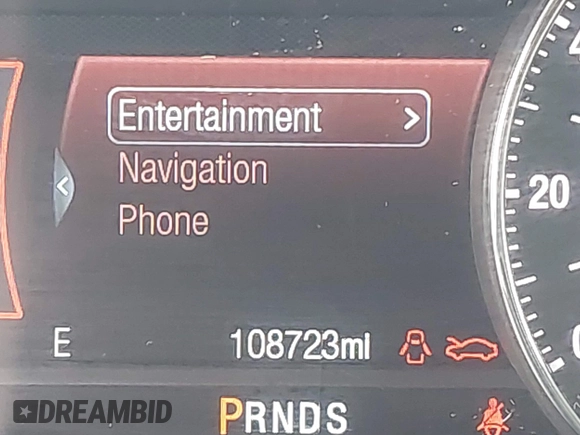 Entertainment >
Navigation
Phone
20
E 108723mi
PRNDS
DREAMBID